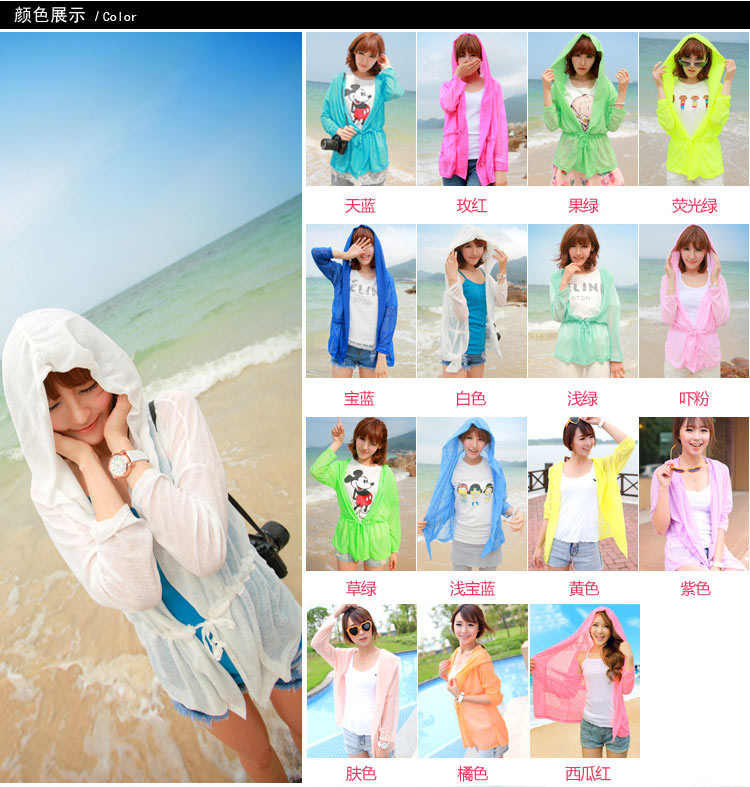 颜色展示 /Color
天蓝 玫红 果绿 荧光绿
ELINE
OTON
宝蓝 白色 浅绿 吓粉
草绿 浅宝蓝 黄色 紫色
肤色 橘色 西瓜红